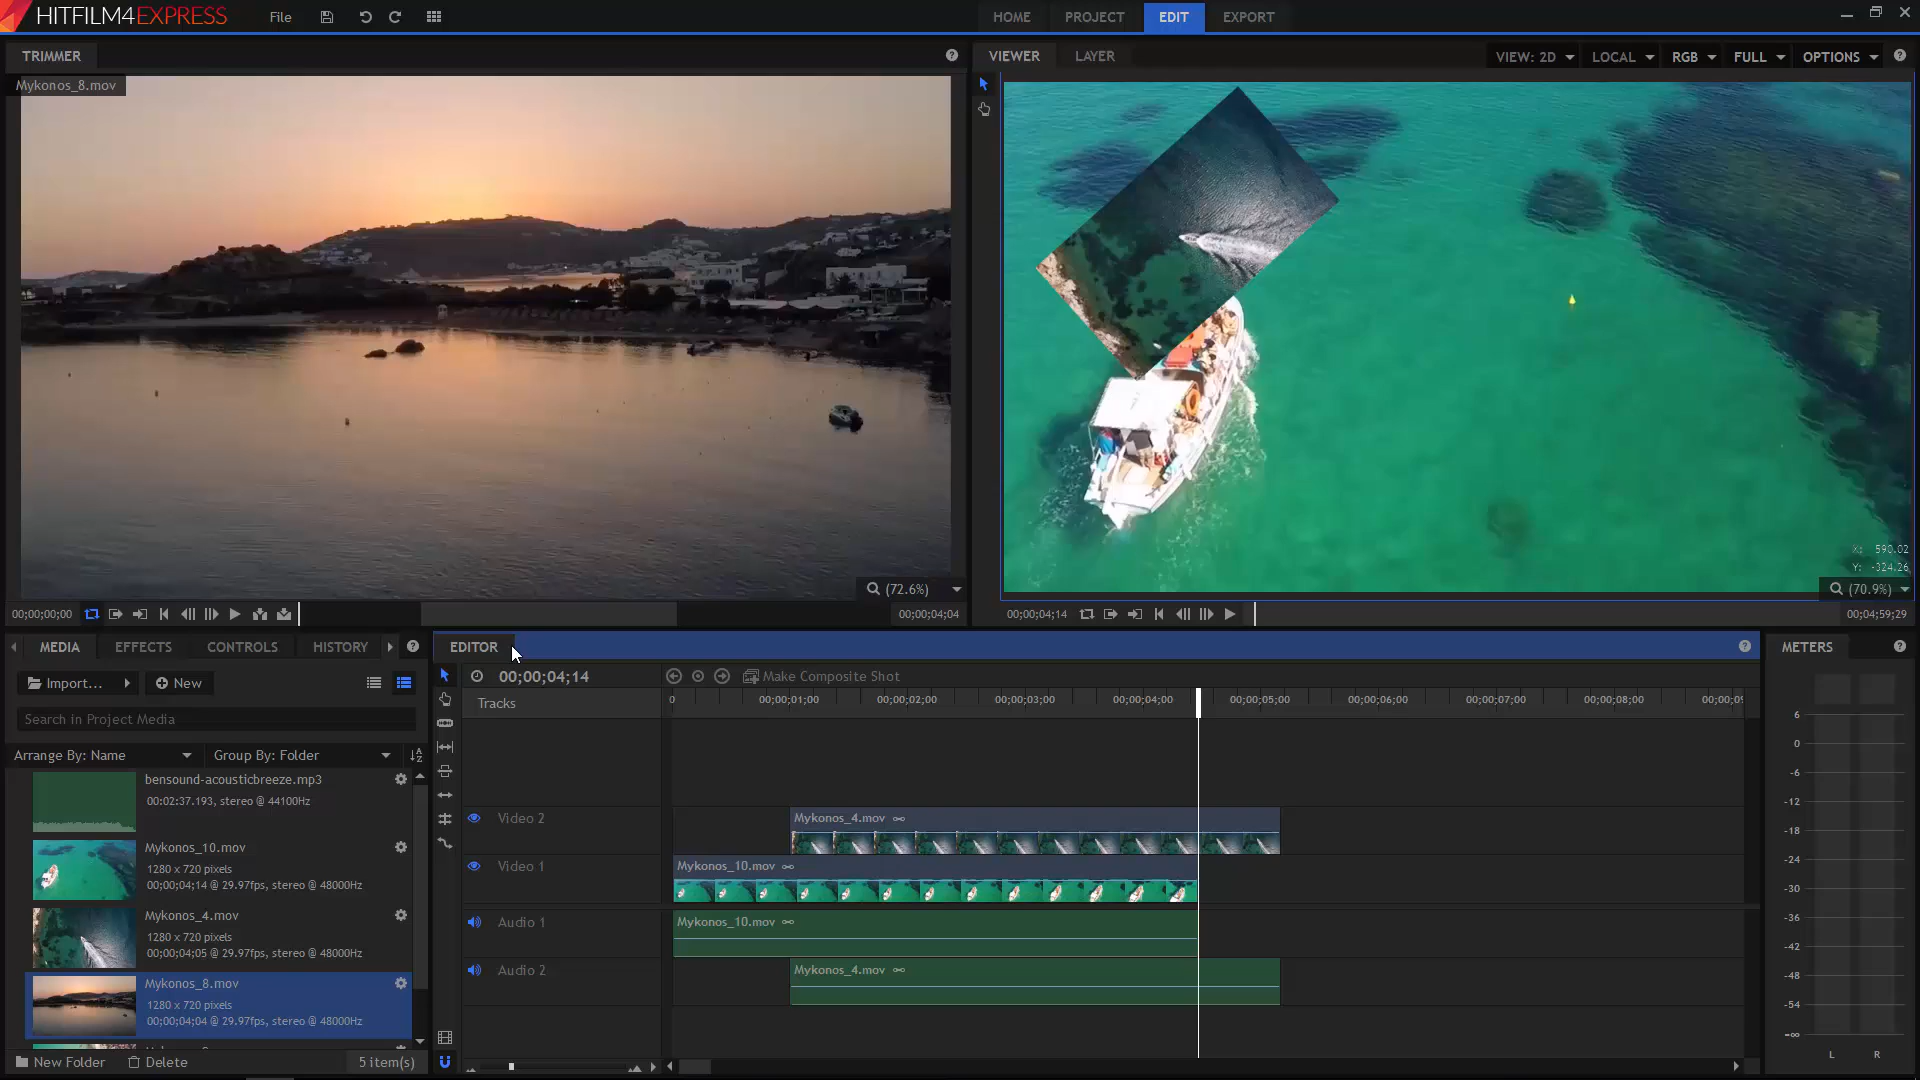 HITFILM4EXPRESS
File
HOME
PROJECT
EDIT
EXPORT
TRIMMER
Mykonos_8.mov
(72.6%)
00;00;00;00
00;00;04;04
VIEWER
LAYER
VIEW: 2D
LOCAL
RGB
FULL
OPTIONS
X: 590.02
Y: -324.26
(70.9%)
00;00;04;14
00;04;59;29
MEDIA
EFFECTS
CONTROLS
HISTORY
Import...
New
Search in Project Media
Arrange By: Name
Group By: Folder
bensound-acousticbreeze.mp3
00:02:37.193, stereo @ 44100Hz
Mykonos_10.mov
1280 x 720 pixels
00;00;04;14 @ 29.97fps, stereo @ 48000Hz
Mykonos_4.mov
1280 x 720 pixels
00;00;04;05 @ 29.97fps, stereo @ 48000Hz
Mykonos_8.mov
1280 x 720 pixels
00;00;04;04 @ 29.97fps, stereo @ 48000Hz
New Folder
Delete
5 item(s)
EDITOR
00;00;04;14
Make Composite Shot
Tracks
0
00;00;01;00
00;00;02;00
00;00;03;00
00;00;04;00
00;00;05;00
00;00;06;00
00;00;07;00
00;00;08;00
Video 2
Mykonos_4.mov
Video 1
Mykonos_10.mov
Audio 1
Mykonos_10.mov
Audio 2
Mykonos_4.mov
METERS
6
0
-6
-12
-18
-24
-30
-36
-42
-48
-54
-∞
L
R